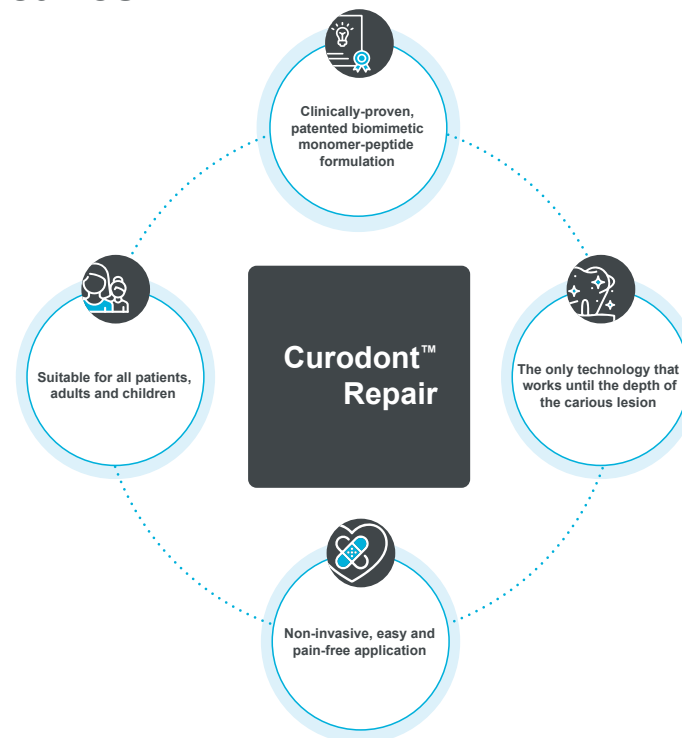 Clinically-proven,
patented biomimetic
monomer-peptide
formulation
Suitable for all patients,
adults and children
Curodont™
Repair
The only technology that
works until the depth of
the carious lesion
Non-invasive, easy and
pain-free application